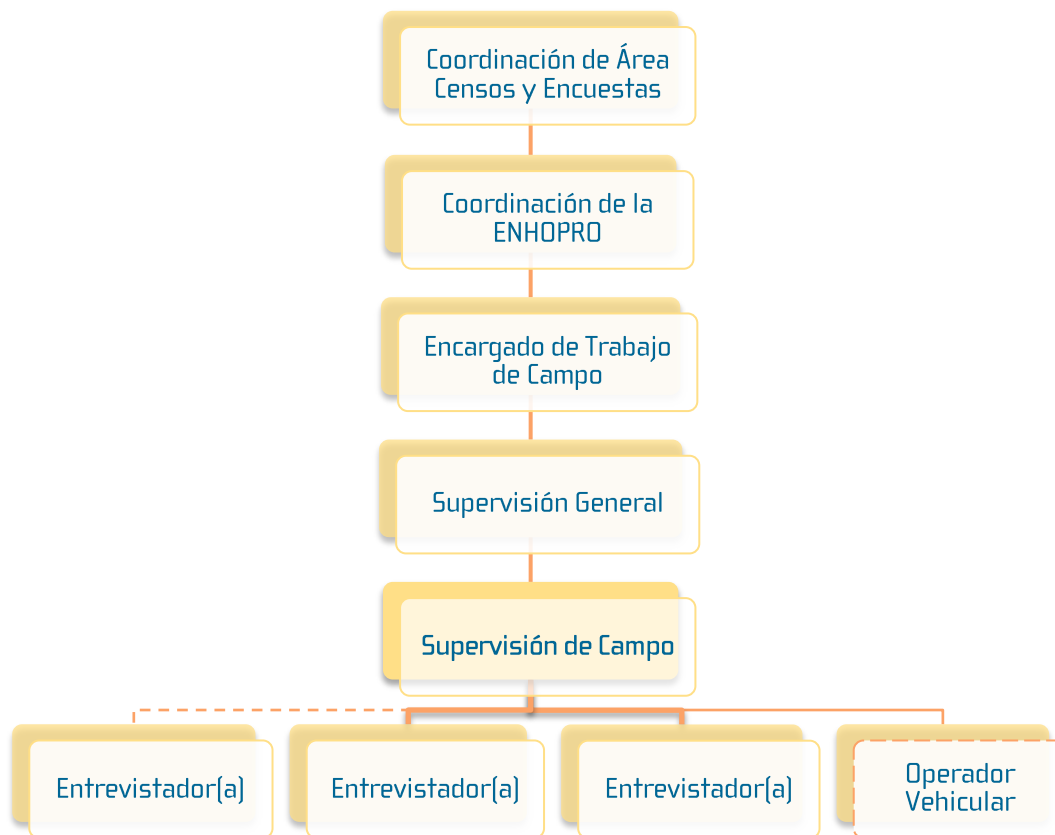 Coordinación de Área
Censos y Encuestas
Coordinación de la
ENHOPRO
Encargado de Trabajo
de Campo
Supervisión General
Supervisión de Campo
Entrevistador(a)
Entrevistador(a)
Entrevistador(a)
Operador
Vehicular